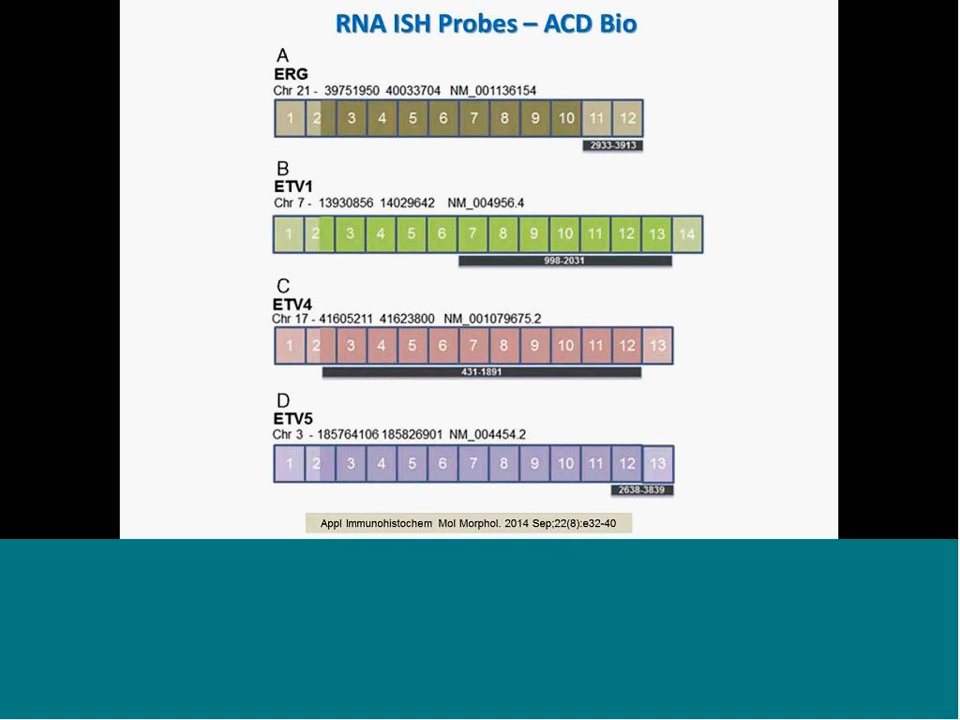 RNA ISH Probes – ACD Bio
A
ERG
Chr 21 - 39751950 40033704 NM_001136154
1 2 3 4 5 6 7 8 9 10 11 12
2933-3913
B
ETV1
Chr 7 - 13930856 14029642 NM_004956.4
1 2 3 4 5 6 7 8 9 10 11 12 13 14
998-2031
C
ETV4
Chr 17 - 41605211 41623800 NM_001079675.2
1 2 3 4 5 6 7 8 9 10 11 12 13
431-1891
D
ETV5
Chr 3 - 185764106 185826901 NM_004454.2
1 2 3 4 5 6 7 8 9 10 11 12 13
2638-3839
Appl Immunohistochem Mol Morphol. 2014 Sep;22(8):e32-40